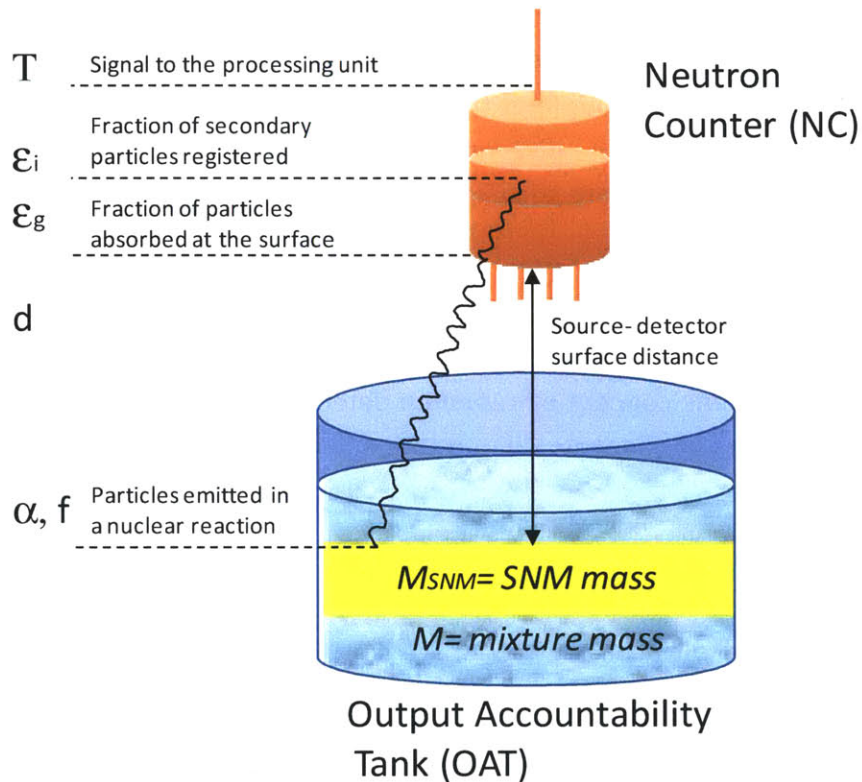 T
Signal to the processing unit
Neutron
Counter (NC)
Fraction of secondary
particles registered
εi
Fraction of particles
absorbed at the surface
εg
d
Source- detector
surface distance
α, f
Particles emitted in
a nuclear reaction
MSNM= SNM mass
M= mixture mass
Output Accountability
Tank (OAT)